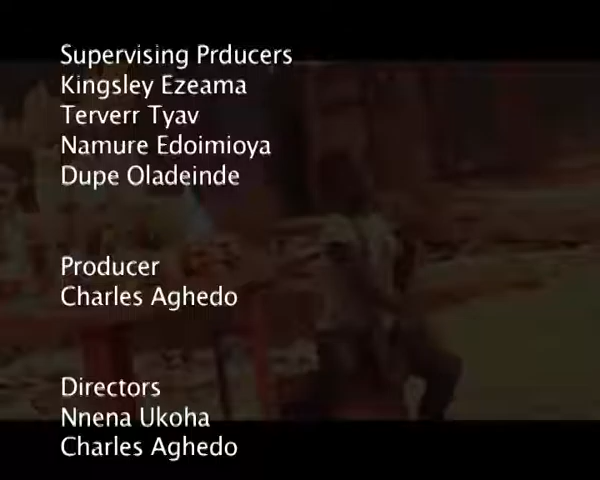 Supervising Prducers
Kingsley Ezeama
Terverr Tyav
Namure Edoimioya
Dupe Oladeinde
Producer
Charles Aghedo
Directors
Nnena Ukoha
Charles Aghedo